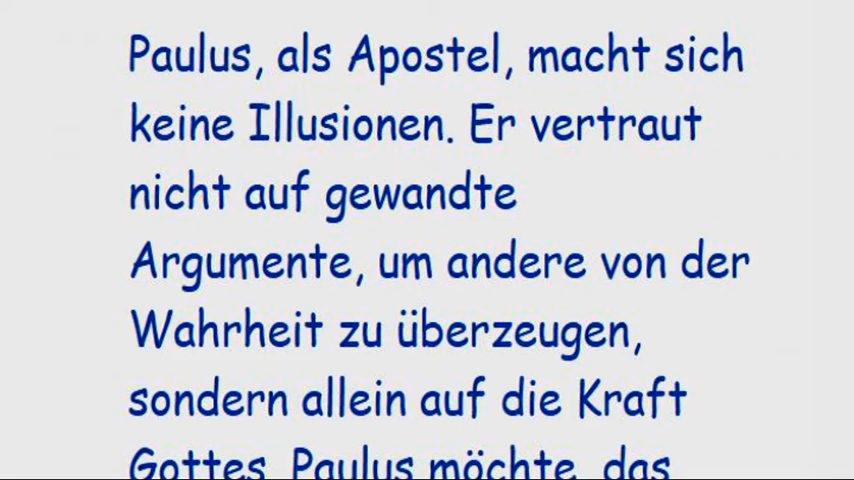 Paulus, als Apostel, macht sich
keine Illusionen. Er vertraut
nicht auf gewandte
Argumente, um andere von der
Wahrheit zu überzeugen,
sondern allein auf die Kraft
Gottes. Paulus möchte, das